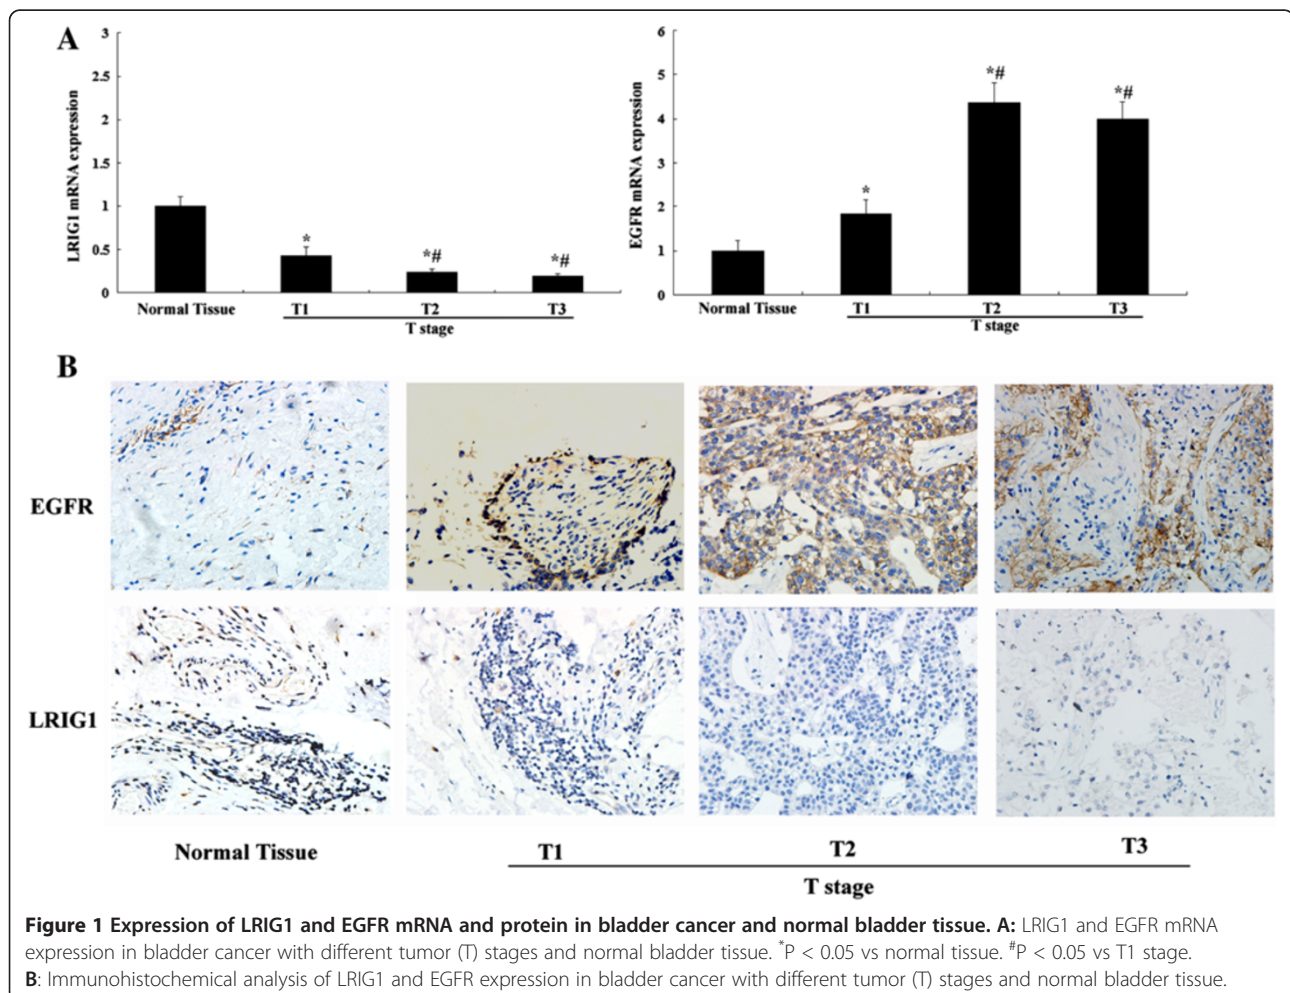 A
3
2.5
2
1.5
1
0.5
0
LRIG1 mRNA expression
*
*#
*#
Normal Tissue T1 T2 T3
T stage
6
5
4
3
2
1
0
EGFR mRNA expression
*
*#
*#
Normal Tissue T1 T2 T3
T stage
B
EGFR
LRIG1
Normal Tissue T1 T2 T3
T stage
Figure 1 Expression of LRIG1 and EGFR mRNA and protein in bladder cancer and normal bladder tissue. A: LRIG1 and EGFR mRNA
expression in bladder cancer with different tumor (T) stages and normal bladder tissue. *P < 0.05 vs normal tissue. #P < 0.05 vs T1 stage.
B: Immunohistochemical analysis of LRIG1 and EGFR expression in bladder cancer with different tumor (T) stages and normal bladder tissue.